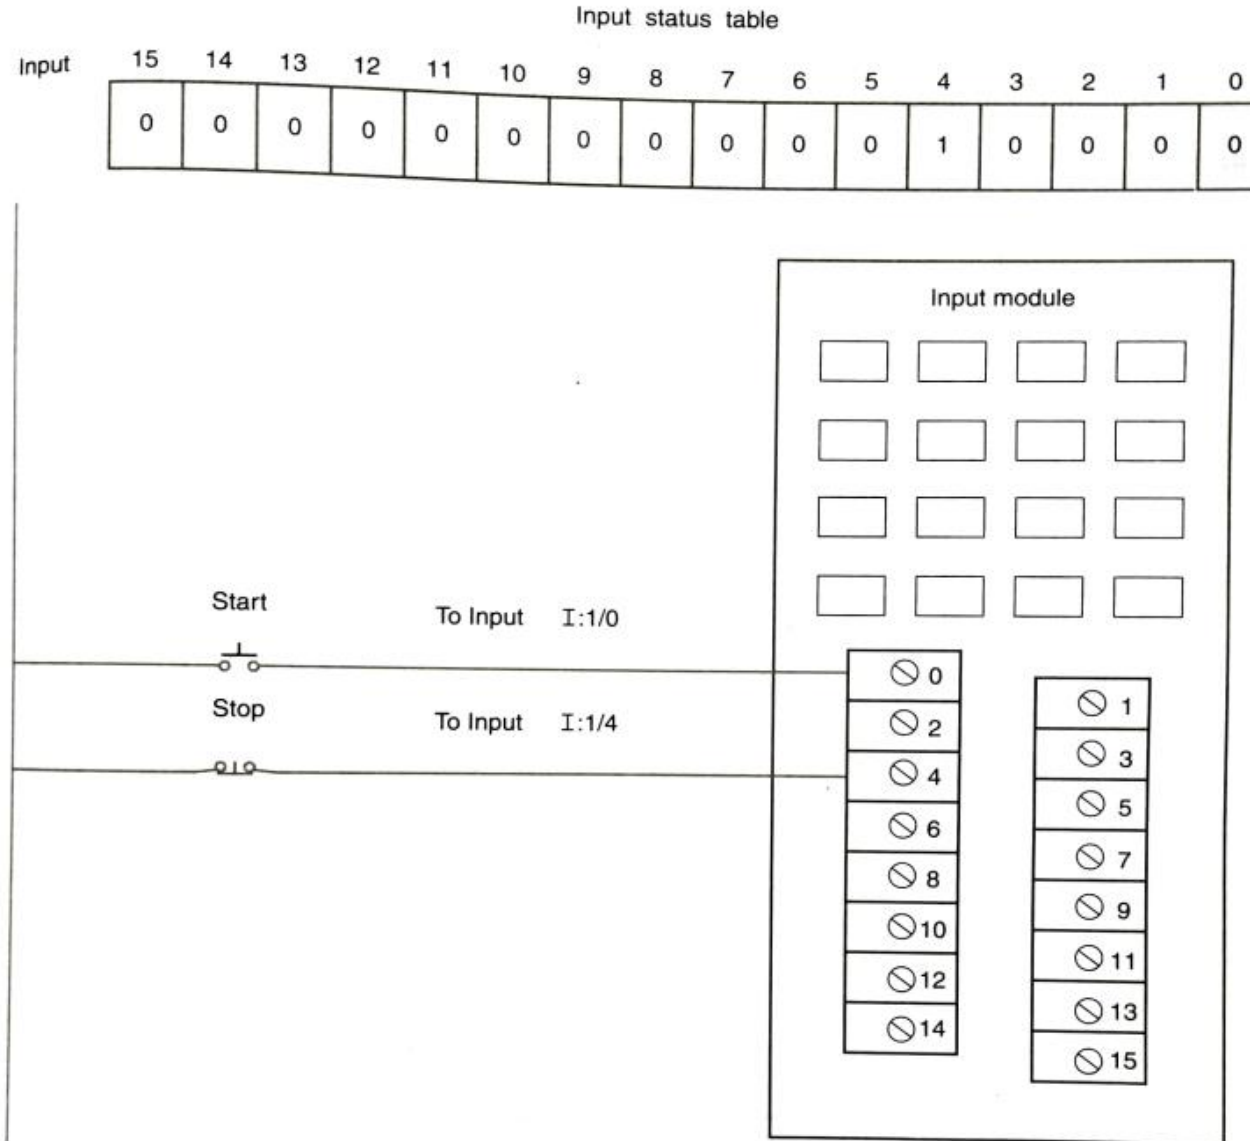 Input status table
Input 15 14 13 12 11 10 9 8 7 6 5 4 3 2 1 0
0 0 0 0 0 0 0 0 0 0 0 1 0 0 0 0
Input module
Start
To Input I:1/0
Stop
To Input I:1/4
0
2
4
6
8
10
12
14
1
3
5
7
9
11
13
15